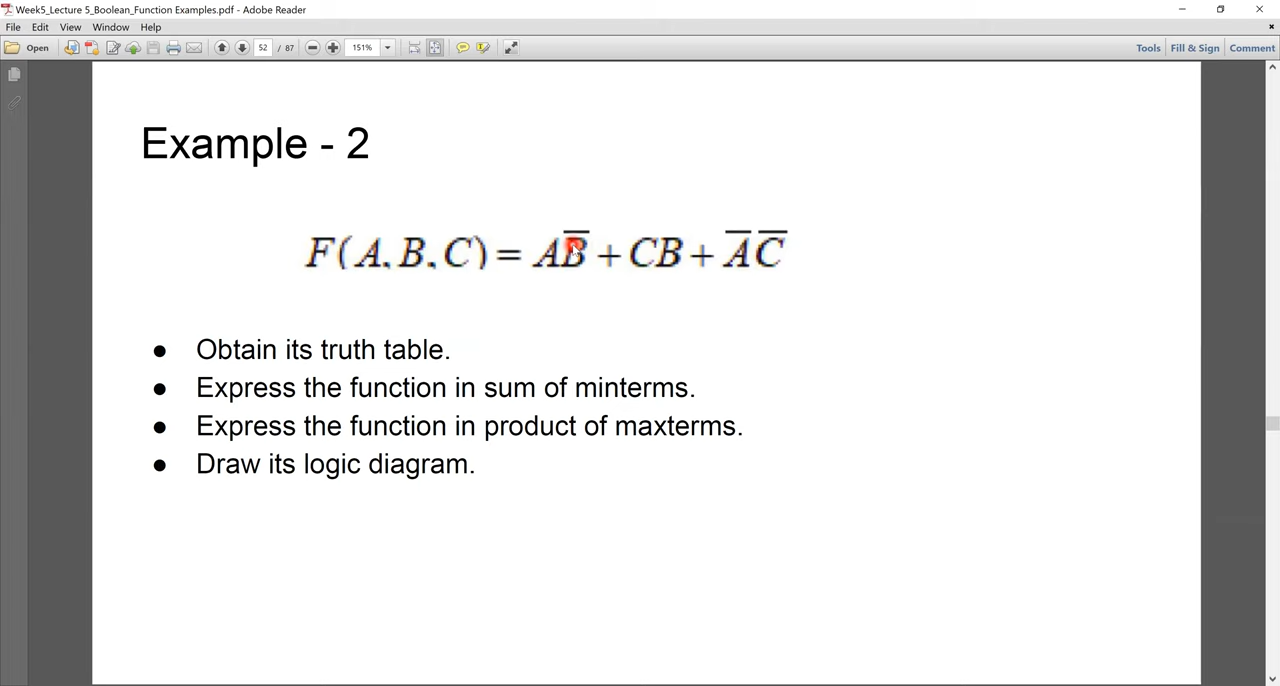 Week5_Lecture 5_Boolean_Function Examples.pdf - Adobe Reader
File Edit View Window Help
Open 52 / 87 151% Tools Fill & Sign Comment
Example - 2
F(A, B, C) = AB̅ + CB + A̅ C̅
● Obtain its truth table.
● Express the function in sum of minterms.
● Express the function in product of maxterms.
● Draw its logic diagram.